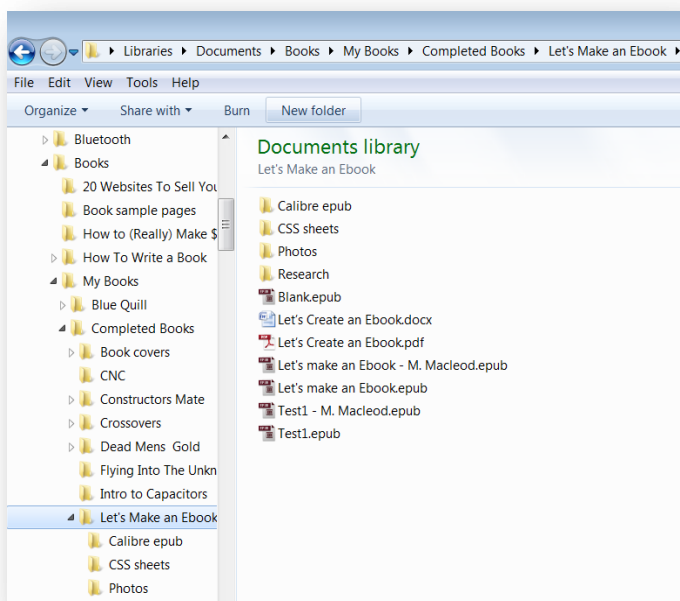 Libraries Documents Books My Books Completed Books Let's Make an Ebook
File Edit View Tools Help
Organize Share with Burn New folder
Bluetooth
Books
20 Websites To Sell You
Book sample pages
How to (Really) Make $
How To Write a Book
My Books
Blue Quill
Completed Books
Book covers
CNC
Constructors Mate
Crossovers
Dead Mens Gold
Flying Into The Unkn
Intro to Capacitors
Let's Make an Ebook
Calibre epub
CSS sheets
Photos
Documents library
Let's Make an Ebook
Calibre epub
CSS sheets
Photos
Research
Blank.epub
Let's Create an Ebook.docx
Let's Create an Ebook.pdf
Let's make an Ebook - M. Macleod.epub
Let's make an Ebook.epub
Test1 - M. Macleod.epub
Test1.epub